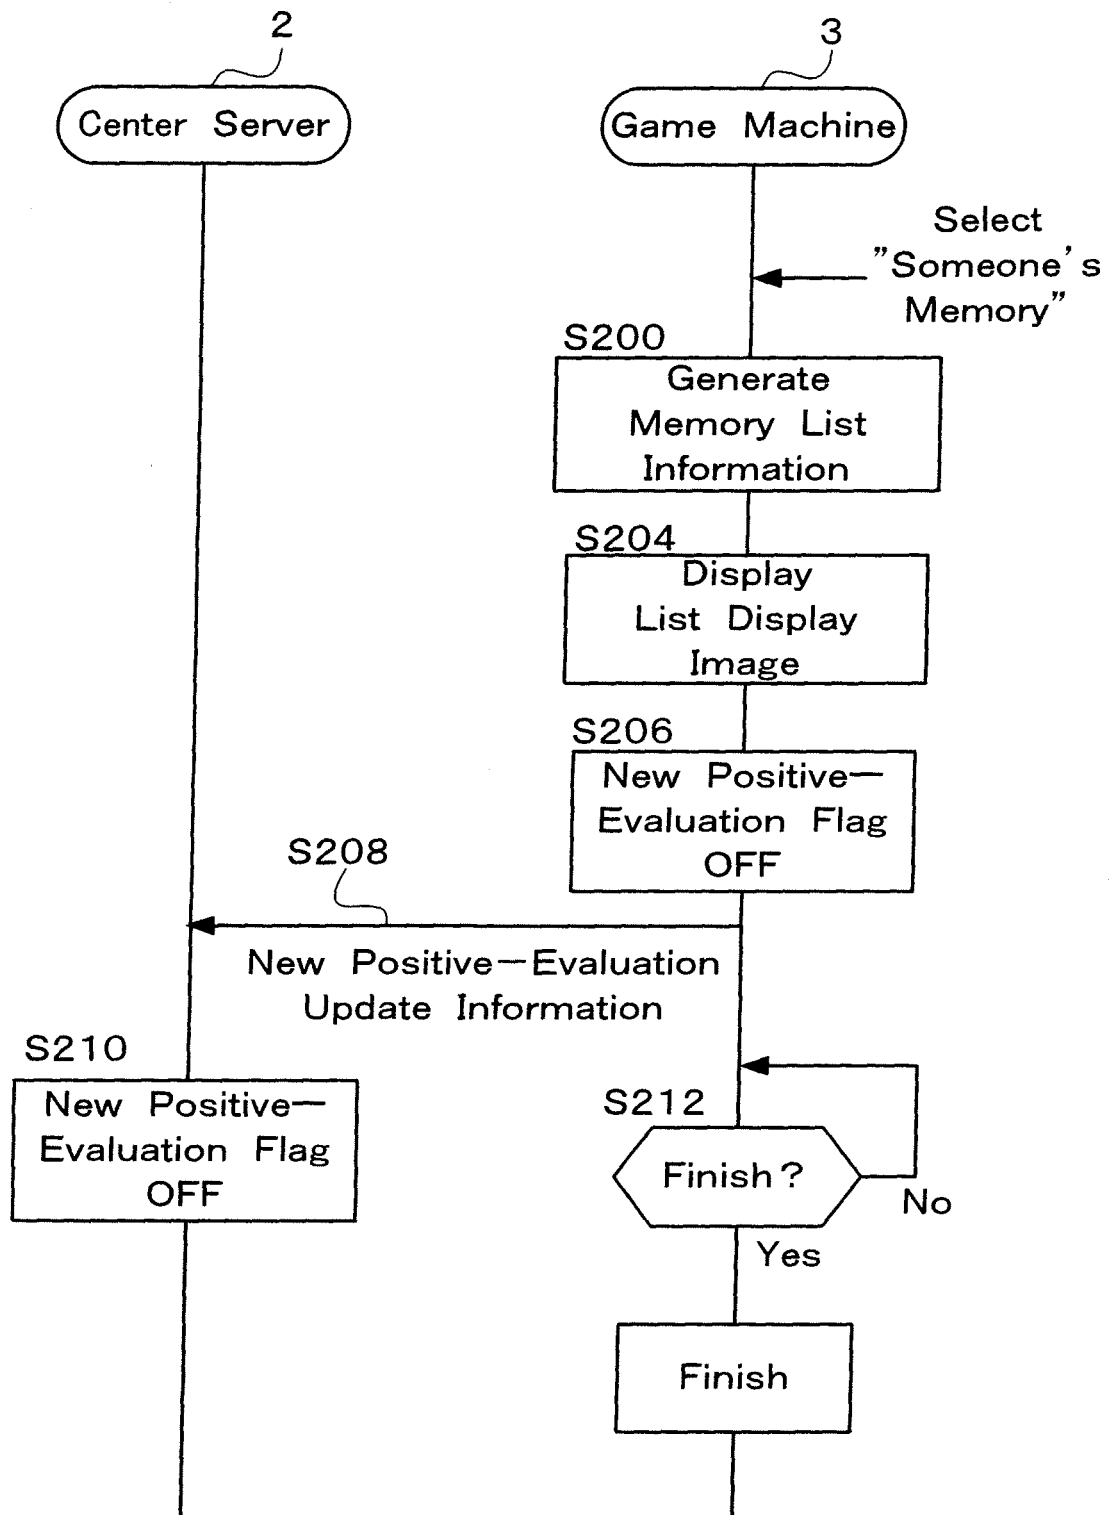 2
3
Center Server
Game Machine
Select
"Someone's
Memory"
S200
Generate
Memory List
Information
S204
Display
List Display
Image
S206
New Positive—
Evaluation Flag
OFF
S208
New Positive—Evaluation
Update Information
S210
New Positive—
Evaluation Flag
OFF
S212
Finish?
No
Yes
Finish